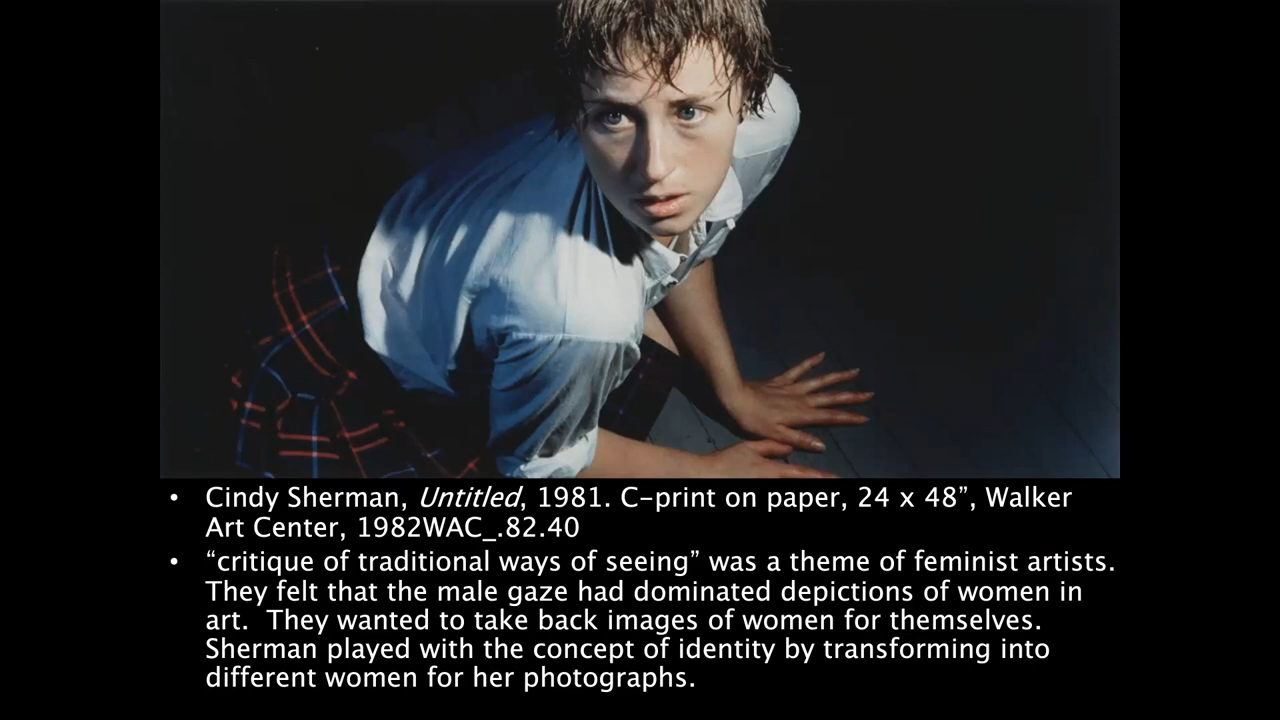 • Cindy Sherman, Untitled, 1981. C-print on paper, 24 x 48”, Walker
Art Center, 1982WAC_.82.40
• “critique of traditional ways of seeing” was a theme of feminist artists.
They felt that the male gaze had dominated depictions of women in
art.  They wanted to take back images of women for themselves.
Sherman played with the concept of identity by transforming into
different women for her photographs.